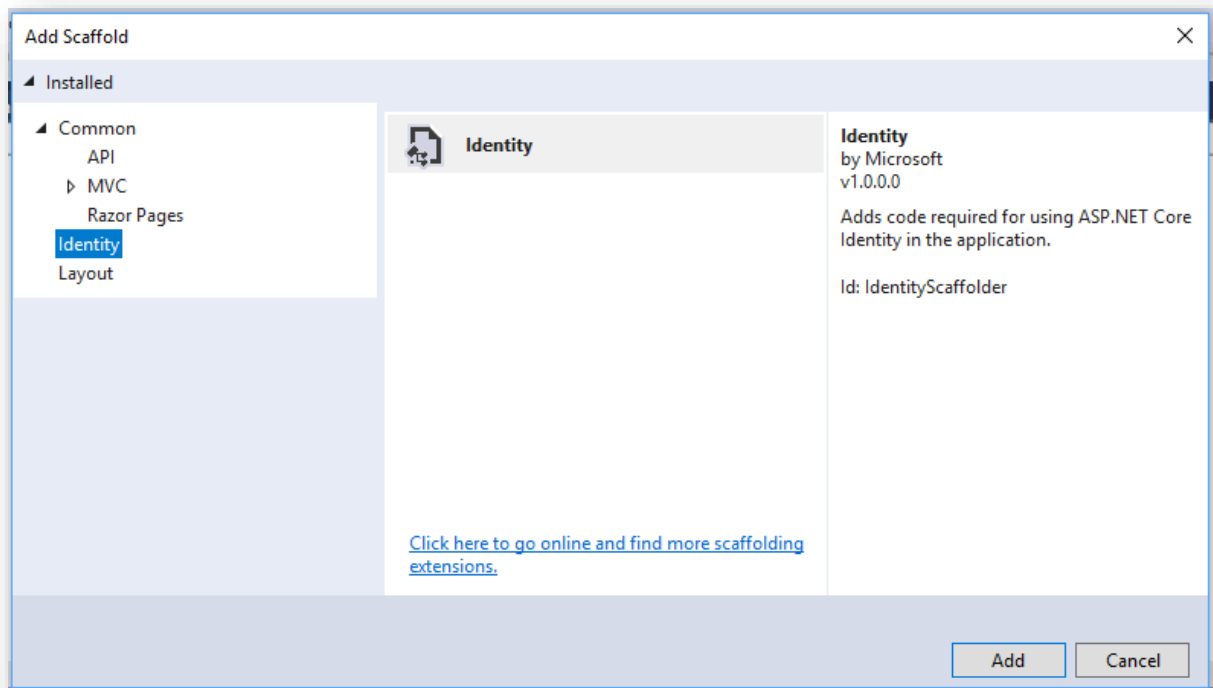 Add Scaffold
Installed
Common
API
MVC
Razor Pages
Identity
Layout
Identity
Click here to go online and find more scaffolding
extensions.
Identity
by Microsoft
v1.0.0.0
Adds code required for using ASP.NET Core
Identity in the application.
Id: IdentityScaffolder
Add
Cancel